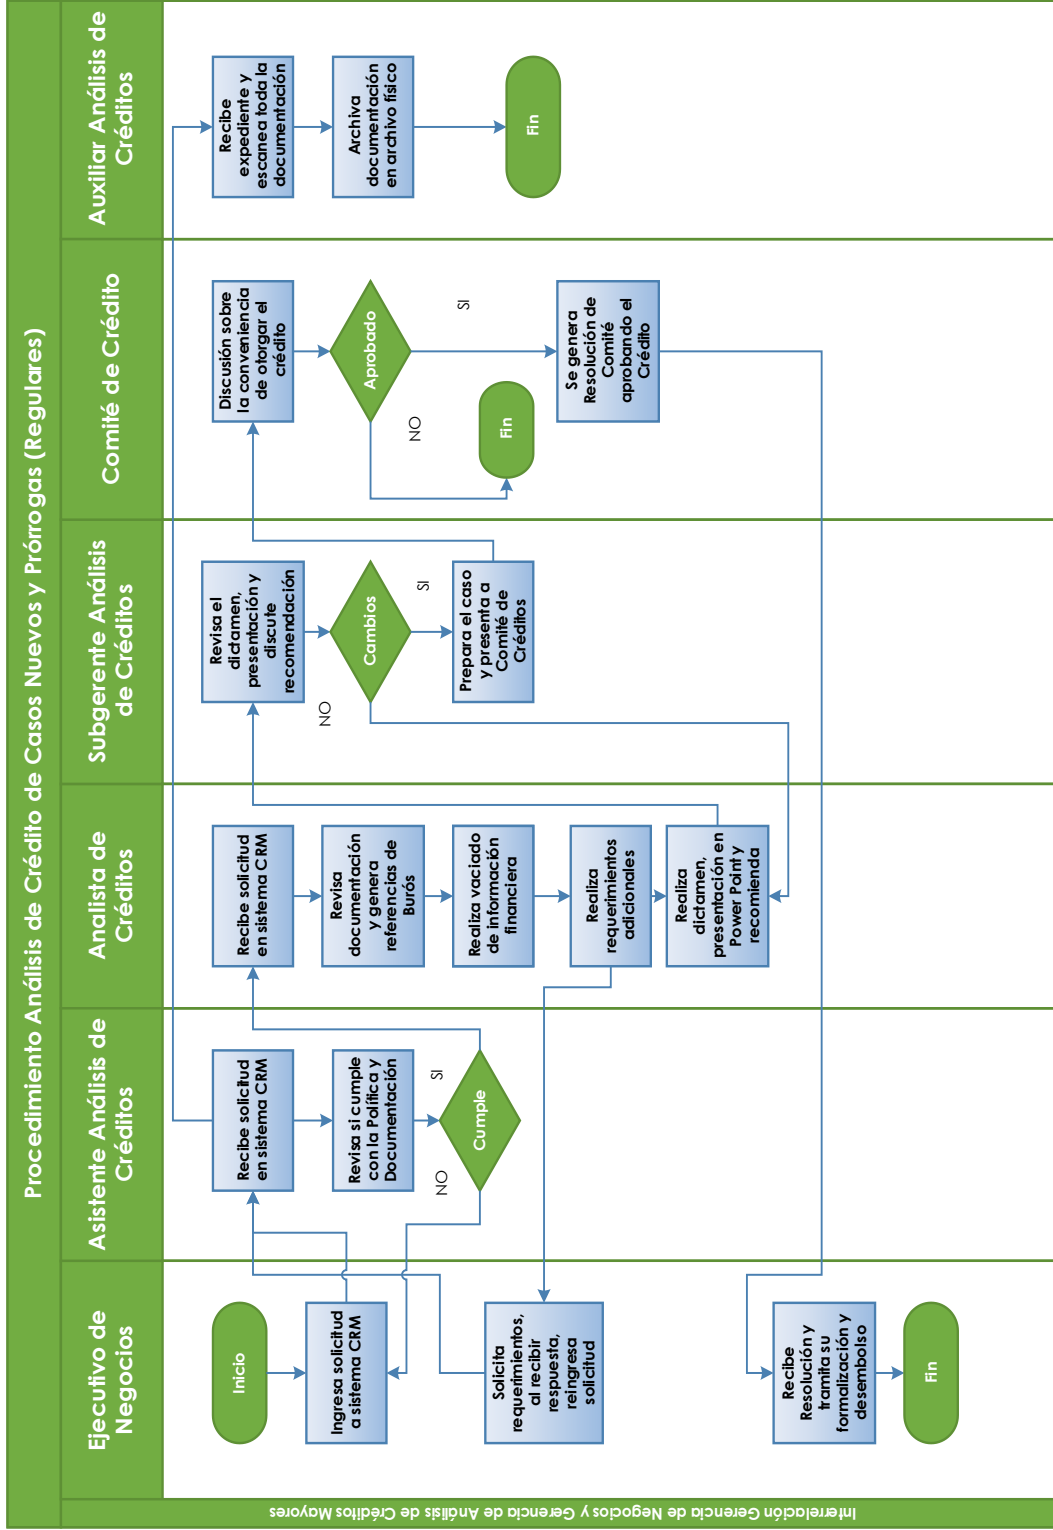 Procedimiento Análisis de Crédito de Casos Nuevos y Prórrogas (Regulares)
Interrelación Gerencia de Negocios y Gerencia de Análisis de Créditos Mayores
Ejecutivo de
Negocios
Asistente Análisis de
Créditos
Analista de
Créditos
Subgerente Análisis
de Créditos
Comité de Crédito
Auxiliar Análisis de
Créditos
Inicio
Ingresa solicitud
a sistema CRM
Solicita
requerimientos,
al recibir
respuesta,
reingresa
solicitud
Recibe
Resolución y
tramita su
formalización y
desembolso
Fin
Recibe solicitud
en sistema CRM
Revisa si cumple
con la Política y
Documentación
NO
SI
Cumple
Recibe solicitud
en sistema CRM
Revisa
documentación
y genera
referencias de
Burós
Realiza vaciado
de información
financiera
Realiza
requerimientos
adicionales
Realiza
dictamen,
presentación en
Power Point y
recomienda
Revisa el
dictamen,
presentación y
discute
recomendación
NO
Cambios
SI
Prepara el caso
y presenta a
Comité de
Créditos
Discusión sobre
la conveniencia
de otorgar el
crédito
Aprobado
NO
SI
Fin
Se genera
Resolución de
Comité
aprobando el
Crédito
Recibe
expediente y
escanea toda la
documentación
Archiva
documentación
en archivo físico
Fin